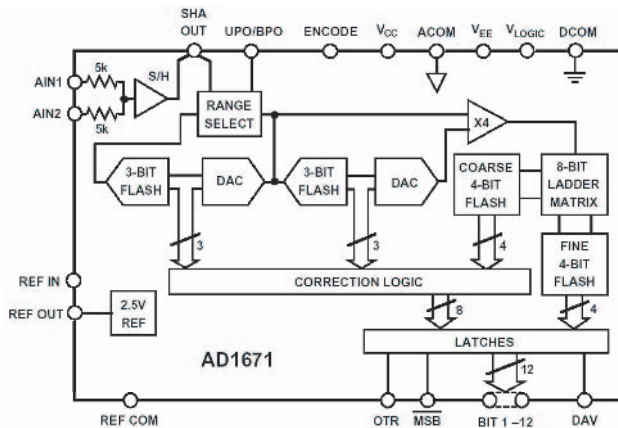 SHA
OUT
UPO/BPO
ENCODE
VCC
ACOM
VEE
VLOGIC
DCOM
AIN1
5k
S/H
AIN2
5k
RANGE
SELECT
X4
3-BIT
FLASH
DAC
3-BIT
FLASH
DAC
COARSE
4-BIT
FLASH
8-BIT
LADDER
MATRIX
3
3
4
FINE
4-BIT
FLASH
REF IN
CORRECTION LOGIC
REF OUT
2.5V
REF
8
4
LATCHES
AD1671
12
REF COM
OTR
MSB
BIT 1 –12
DAV